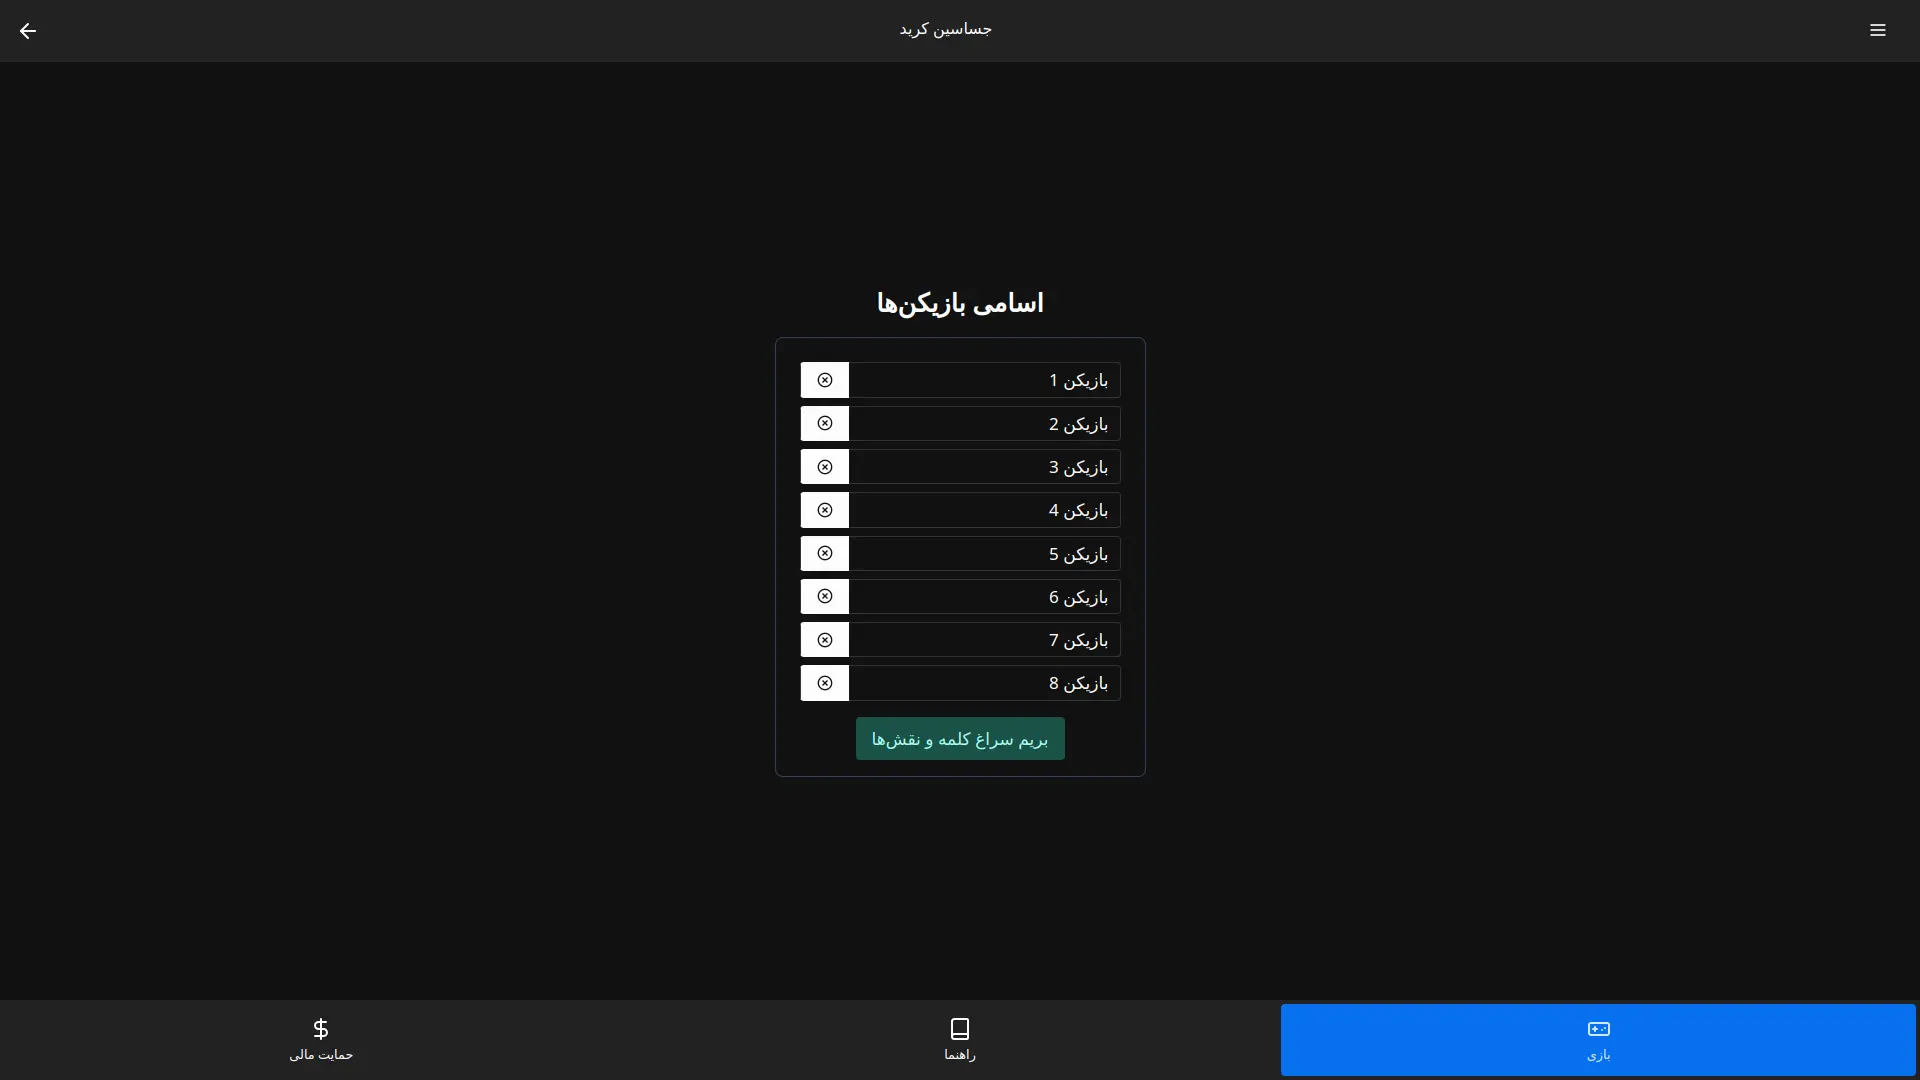 جساسین کرید
اسامی بازیکن‌ها
بازیکن 1
بازیکن 2
بازیکن 3
بازیکن 4
بازیکن 5
بازیکن 6
بازیکن 7
بازیکن 8
بریم سراغ کلمه و نقش‌ها
بازی
راهنما
حمایت مالی